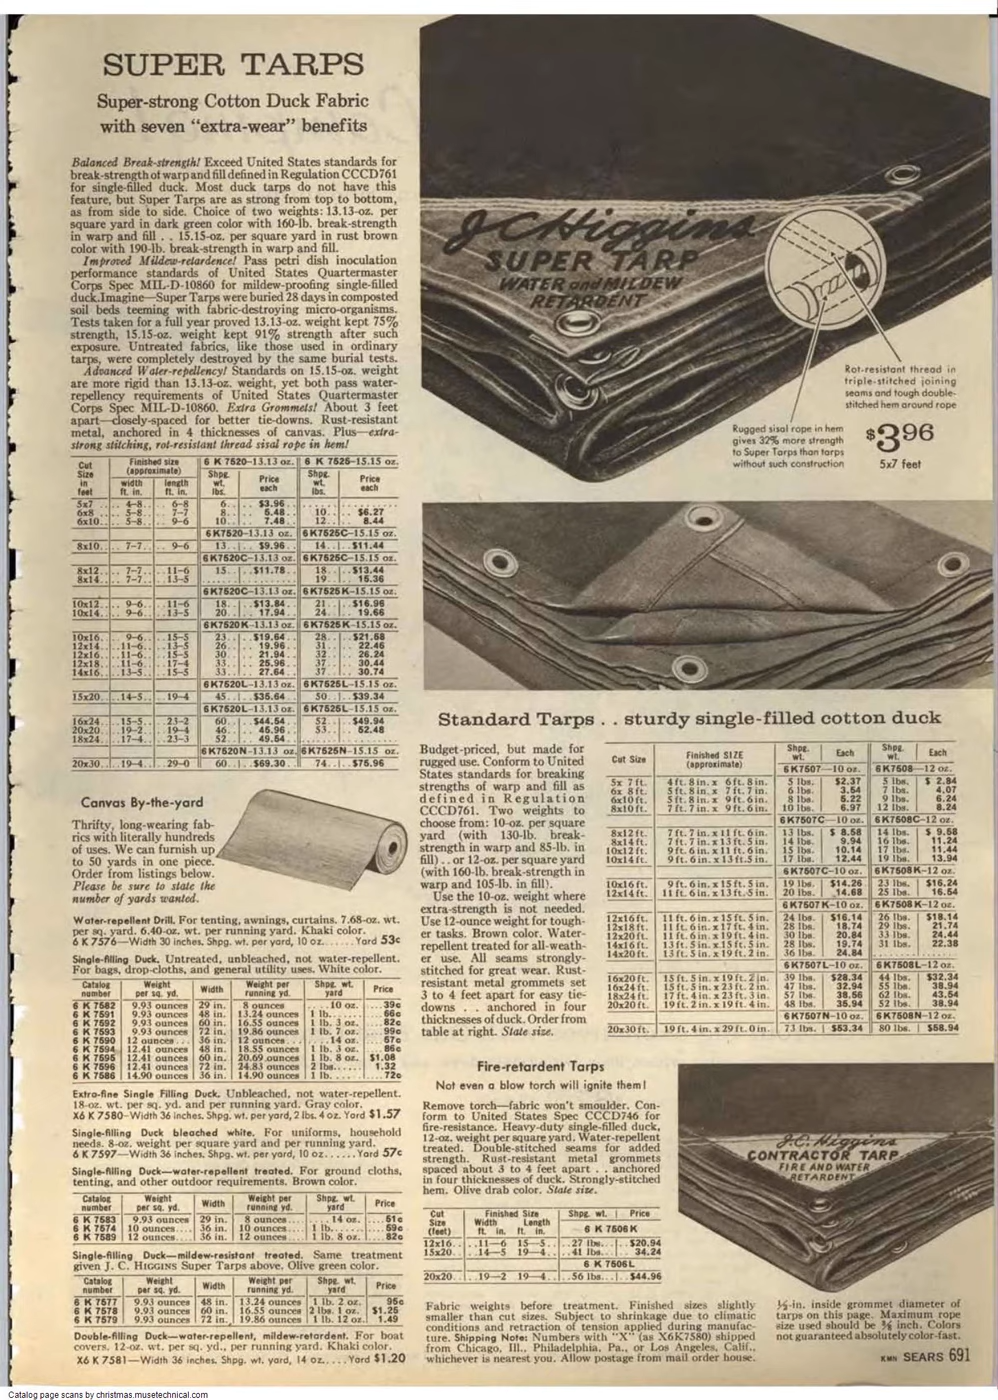 SUPER TARPS
Super-strong Cotton Duck Fabric
with seven "extra-wear" benefits
Balanced Break-strength! Exceed United States standards for
break-strength of warp and fill defined in Regulation CCCD761
for single-filled duck. Most duck tarps do not have this
feature, but Super Tarps are as strong from top to bottom,
as from side to side. Choice of two weights: 13.13-oz. per
square yard in dark green color with 160-lb. break-strength
in warp and fill . . 15.15-oz. per square yard in rust brown
color with 190-lb. break-strength in warp and fill.
Improved Mildew-retardence! Pass petri dish inoculation
performance standards of United States Quartermaster
Corps Spec MIL-D-10860 for mildew-proofing single-filled
duck. Imagine—Super Tarps were buried 28 days in composted
soil beds teeming with fabric-destroying micro-organisms.
Tests taken for a full year proved 13.13-oz. weight kept 75%
strength, 15.15-oz. weight kept 91% strength after such
exposure. Untreated fabrics, like those used in ordinary
tarps, were completely destroyed by the same burial tests.
Advanced Water-repellency! Standards on 15.15-oz. weight
are more rigid than 13.13-oz. weight, yet both pass water-
repellency requirements of United States Quartermaster
Corps Spec MIL-D-10860. Extra Grommets! About 3 feet
apart—closely-spaced for better tie-downs. Rust-resistant
metal, anchored in 4 thicknesses of canvas. Plus—extra-
strong stitching, rot-resistant thread sisal rope in hem!
Cut Size in feet | Finished size (approximate) width ft. in. | length ft. in. | 6 K 7520–13.13 oz. Shpg. wt. lbs. | Price each | 6 K 7525–15.15 oz. Shpg. wt. lbs. | Price each
5x7 4–8 6–8 6 $3.96
6x8 5–8 7–7 8 5.48 10 $6.27
6x10 5–8 9–6 10 7.48 12 8.44
6K7520–13.13 oz. 6K7525C–15.15 oz.
8x10 7–7 9–6 13 $9.96 14 $11.44
6K7520C–13.13 oz. 6K7525C–15.15 oz.
8x12 7–7 11–6 15 $11.78 18 $13.44
8x14 7–7 13–5 19 15.36
6K7520C–13.13 oz. 6K7525K–15.15 oz.
10x12 9–6 11–6 18 $13.84 21 $16.96
10x14 9–6 13–5 20 17.94 24 19.66
6K7520K–13.13 oz. 6K7525K–15.15 oz.
10x16 9–6 15–5 23 $19.64 28 $21.68
12x14 11–6 13–5 26 19.96 31 22.46
12x16 11–6 15–5 30 21.94 32 26.24
12x18 11–6 17–4 33 25.96 37 30.44
14x16 13–5 15–5 33 27.64 37 30.74
6K7520L–13.13 oz. 6K7525L–15.15 oz.
15x20 14–5 19–4 45 $35.64 50 $39.34
6K7520L–13.13 oz. 6K7525L–15.15 oz.
16x24 15–5 23–2 60 $44.54 52 $49.94
20x20 19–2 19–4 46 46.96 53 52.48
18x24 17–4 23–3 52 49.54
6K7520N–13.13 oz. 6K7525N–15.15 oz.
20x30 19–4 29–0 60 $69.30 74 $75.96
Canvas By-the-yard
Thrifty, long-wearing fab-
rics with literally hundreds
of uses. We can furnish up
to 50 yards in one piece.
Order from listings below.
Please be sure to state the
number of yards wanted.
Water-repellent Drill. For tenting, awnings, curtains. 7.68-oz. wt.
per sq. yard. 6.40-oz. wt. per running yard. Khaki color.
6 K 7576—Width 30 inches. Shpg. wt. per yard, 10 oz. Yard 53c
Single-filling Duck. Untreated, unbleached, not water-repellent.
For bags, drop-cloths, and general utility uses. White color.
Catalog number | Weight per sq. yd. | Width | Weight per running yd. | Shpg. wt. yard | Price
6 K 7582 9.93 ounces 29 in. 8 ounces 10 oz. 39c
6 K 7591 9.93 ounces 48 in. 13.24 ounces 1 lb. 66c
6 K 7592 9.93 ounces 60 in. 16.55 ounces 1 lb. 3 oz. 82c
6 K 7593 9.93 ounces 72 in. 19.86 ounces 1 lb. 7 oz. 99c
6 K 7590 12 ounces 36 in. 12 ounces 14 oz. 57c
6 K 7594 12.41 ounces 48 in. 18.55 ounces 1 lb. 3 oz. 86c
6 K 7595 12.41 ounces 60 in. 20.69 ounces 1 lb. 8 oz. $1.08
6 K 7596 12.41 ounces 72 in. 24.83 ounces 2 lbs. 1.32
6 K 7586 14.90 ounces 36 in. 14.90 ounces 1 lb. 72c
Extra-fine Single Filling Duck. Unbleached, not water-repellent.
18-oz. wt. per sq. yd. and per running yard. Gray color.
X6 K 7580-Width 36 inches. Shpg. wt. per yard, 2 lbs. 4 oz. Yard $1.57
Single-filling Duck bleached white. For uniforms, household
needs. 8-oz. weight per square yard and per running yard.
6 K 7597—Width 36 inches. Shpg. wt. per yard, 10 oz. Yard 57c
Single-filling Duck—water-repellent treated. For ground cloths,
tenting, and other outdoor requirements. Brown color.
Catalog number | Weight per sq. yd. | Width | Weight per running yd. | Shpg. wt. yard | Price
6 K 7583 9.93 ounces 29 in. 8 ounces 14 oz. 51c
6 K 7574 10 ounces 36 in. 10 ounces 1 lb. 59c
6 K 7589 12 ounces 36 in. 12 ounces 1 lb. 8 oz. 82c
Single-filling Duck—mildew-resistant treated. Same treatment
given J. C. HIGGINS Super Tarps above. Olive green color.
Catalog number | Weight per sq. yd. | Width | Weight per running yd. | Shpg. wt. yard | Price
6 K 7577 9.93 ounces 48 in. 13.24 ounces 1 lb. 2 oz. 95c
6 K 7578 9.93 ounces 60 in. 16.55 ounces 2 lbs. 1 oz. $1.25
6 K 7579 9.93 ounces 72 in. 19.86 ounces 1 lb. 12 oz. 1.49
Double-filling Duck—water-repellent, mildew-retardent. For boat
covers. 12-oz. wt. per sq. yd., per running yard. Khaki color.
X6 K 7581—Width 36 inches. Shpg. wt. yard, 14 oz. Yard $1.20
J.C. Higgins
SUPER TARP
WATER and MILDEW
RETARDENT
Rot-resistant thread in
triple-stitched joining
seams and tough double-
stitched hem around rope
Rugged sisal rope in hem
gives 32% more strength
to Super Tarps than tarps
without such construction
$3.96
5x7 feet
Standard Tarps . . sturdy single-filled cotton duck
Budget-priced, but made for
rugged use. Conform to United
States standards for breaking
strengths of warp and fill as
defined in Regulation
CCCD761. Two weights to
choose from: 10-oz. per square
yard (with 130-lb. break-
strength in warp and 85-lb. in
fill) . . or 12-oz. per square yard
(with 160-lb. break-strength in
warp and 105-lb. in fill).
Use the 10-oz. weight where
extra-strength is not needed.
Use 12-ounce weight for tough-
er tasks. Brown color. Water-
repellent treated for all-weath-
er use. All seams strongly-
stitched for great wear. Rust-
resistant metal grommets set
3 to 4 feet apart for easy tie-
downs . . anchored in four
thicknesses of duck. Order from
table at right. State size.
Cut Size | Finished SIZE (approximate) | Shpg. wt. | Each | Shpg. wt. | Each
6K7507—10 oz. 6K7508—12 oz.
5x 7 ft. 4 ft. 8 in. x 6 ft. 8 in. 5 lbs. $2.37 5 lbs. $ 2.84
6x 8 ft. 5 ft. 8 in. x 7 ft. 7 in. 6 lbs. 3.54 7 lbs. 4.07
6x10 ft. 5 ft. 8 in. x 9 ft. 6 in. 8 lbs. 5.22 9 lbs. 6.24
8x10 ft. 7 ft. 7 in. x 9 ft. 6 in. 10 lbs. 6.97 12 lbs. 8.24
6K7507C—10 oz. 6K7508C—12 oz.
8x12 ft. 7 ft. 7 in. x 11 ft. 6 in. 13 lbs. $ 8.58 14 lbs. $ 9.68
8x14 ft. 7 ft. 7 in. x 13 ft. 5 in. 14 lbs. 9.94 16 lbs. 11.24
10x12 ft. 9 ft. 6 in. x 11 ft. 6 in. 15 lbs. 10.14 17 lbs. 11.44
10x14 ft. 9 ft. 6 in. x 13 ft. 5 in. 17 lbs. 12.44 19 lbs. 13.94
6K7507C—10 oz. 6K7508K—12 oz.
10x16 ft. 9 ft. 6 in. x 15 ft. 5 in. 19 lbs. $14.26 23 lbs. $16.24
12x14 ft. 11 ft. 6 in. x 13 ft. 5 in. 20 lbs. 14.68 25 lbs. 16.54
6K7507K—10 oz. 6K7508K—12 oz.
12x16 ft. 11 ft. 6 in. x 15 ft. 5 in. 24 lbs. $16.14 26 lbs. $18.14
12x18 ft. 11 ft. 6 in. x 17 ft. 4 in. 28 lbs. 18.74 29 lbs. 21.74
12x20 ft. 11 ft. 6 in. x 19 ft. 4 in. 30 lbs. 20.84 33 lbs. 24.44
14x16 ft. 13 ft. 5 in. x 15 ft. 5 in. 28 lbs. 19.74 31 lbs. 22.38
14x20 ft. 13 ft. 5 in. x 19 ft. 2 in. 36 lbs. 24.84
6K7507L—10 oz. 6K7508L—12 oz.
16x20 ft. 15 ft. 5 in. x 19 ft. 2 in. 39 lbs. $28.34 44 lbs. $32.34
16x24 ft. 15 ft. 5 in. x 23 ft. 2 in. 47 lbs. 32.94 55 lbs. 38.94
18x24 ft. 17 ft. 4 in. x 23 ft. 3 in. 57 lbs. 38.56 62 lbs. 43.54
20x20 ft. 19 ft. 2 in. x 19 ft. 4 in. 48 lbs. 35.94 52 lbs. 38.94
6K7507N—10 oz. 6K7508N—12 oz.
20x30 ft. 19 ft. 4 in. x 29 ft. 0 in. 73 lbs. $53.34 80 lbs. $58.94
Fire-retardent Tarps
Not even a blow torch will ignite them!
Remove torch—fabric won't smoulder. Con-
form to United States Spec CCCD746 for
fire-resistance. Heavy-duty single-filled duck,
12-oz. weight per square yard. Water-repellent
treated. Double-stitched seams for added
strength. Rust-resistant metal grommets
spaced about 3 to 4 feet apart . . anchored
in four thicknesses of duck. Strongly-stitched
hem. Olive drab color. State size.
Cut Size (feet) | Finished Size Width ft. in. | Length ft. in. | Shpg. wt. | Price
6 K 7506K
12x16 11—6 15—5 27 lbs. $20.94
15x20 14—5 19—4 41 lbs. 34.24
6 K 7506L
20x20 19—2 19—4 56 lbs. $44.96
J.C. Higgins
CONTRACTOR TARP
FIRE AND WATER
RETARDENT
Fabric weights before treatment. Finished sizes slightly
smaller than cut sizes. Subject to shrinkage due to climatic
conditions and retraction of tension applied during manufac-
ture. Shipping Note: Numbers with "X" (as X6K7580) shipped
from Chicago, Ill., Philadelphia, Pa., or Los Angeles, Calif.,
whichever is nearest you. Allow postage from mail order house.
½-in. inside grommet diameter of
tarps on this page. Maximum rope
size used should be ⅜ inch. Colors
not guaranteed absolutely color-fast.
KMN SEARS 691
Catalog page scans by christmas.musetechnical.com